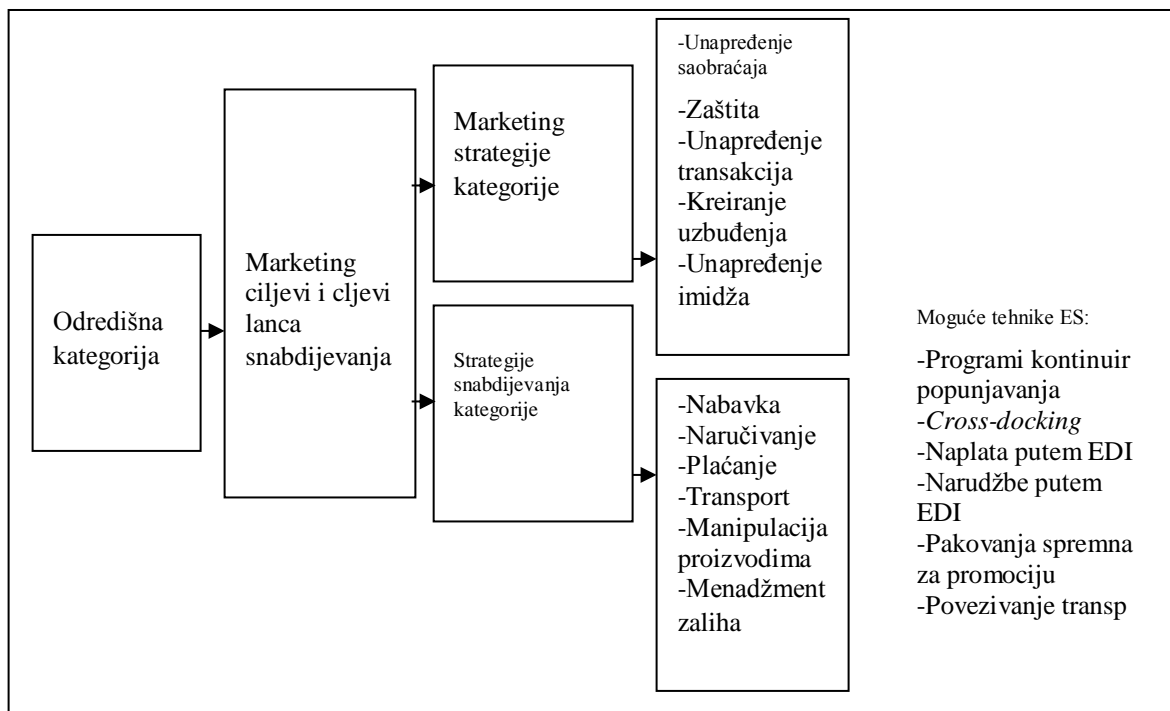 Odredišna
kategorija
Marketing
ciljevi i cljevi
lanca
snabdijevanja
Marketing
strategije
kategorije
Strategije
snabdijevanja
kategorije
-Unapređenje
saobraćaja
-Zaštita
-Unapređenje
transakcija
-Kreiranje
uzbuđenja
-Unapređenje
imidža
-Nabavka
-Naručivanje
-Plaćanje
-Transport
-Manipulacija
proizvodima
-Menadžment
zaliha
Moguće tehnike ES:
-Programi kontinuir
popunjavanja
-Cross-docking
-Naplata putem EDI
-Narudžbe putem
EDI
-Pakovanja spremna
za promociju
-Povezivanje transp